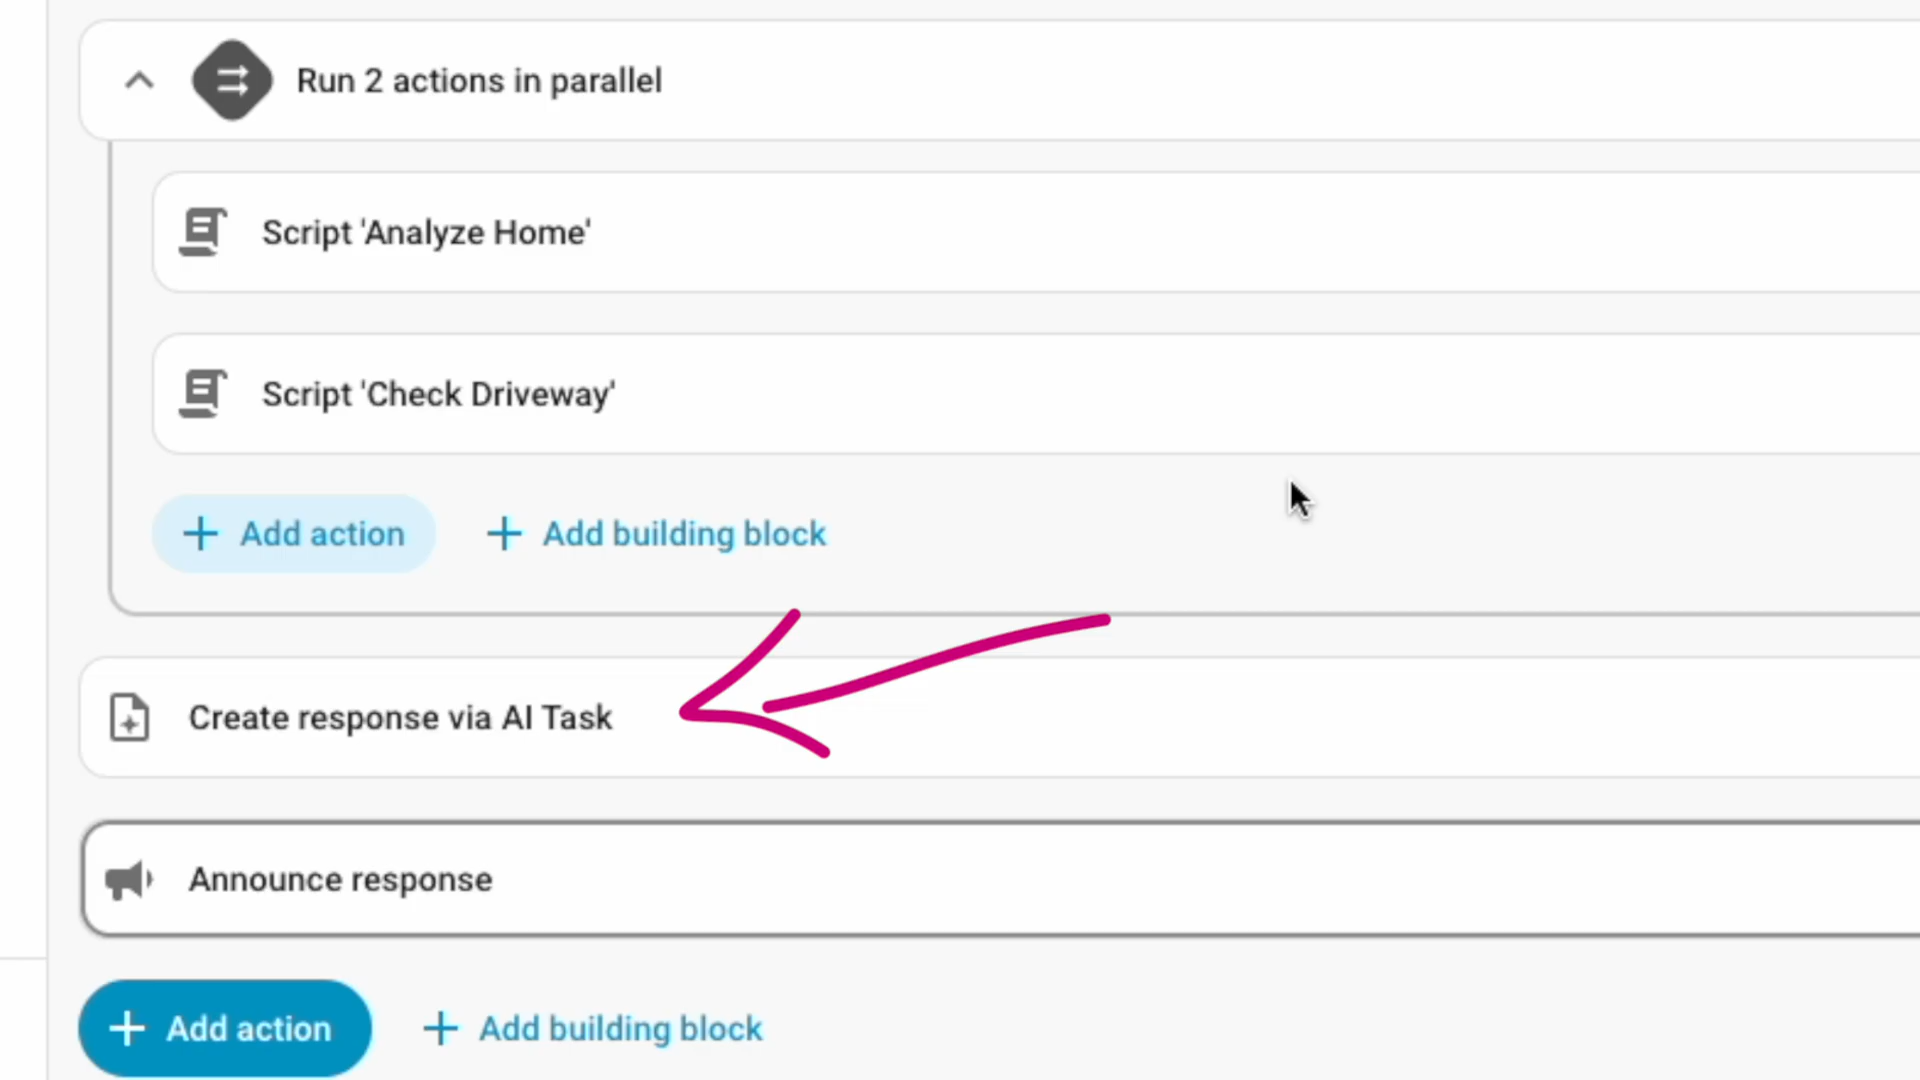 Run 2 actions in parallel
Script 'Analyze Home'
Script 'Check Driveway'
Add action
Add building block
Create response via AI Task
Announce response
Add action
Add building block